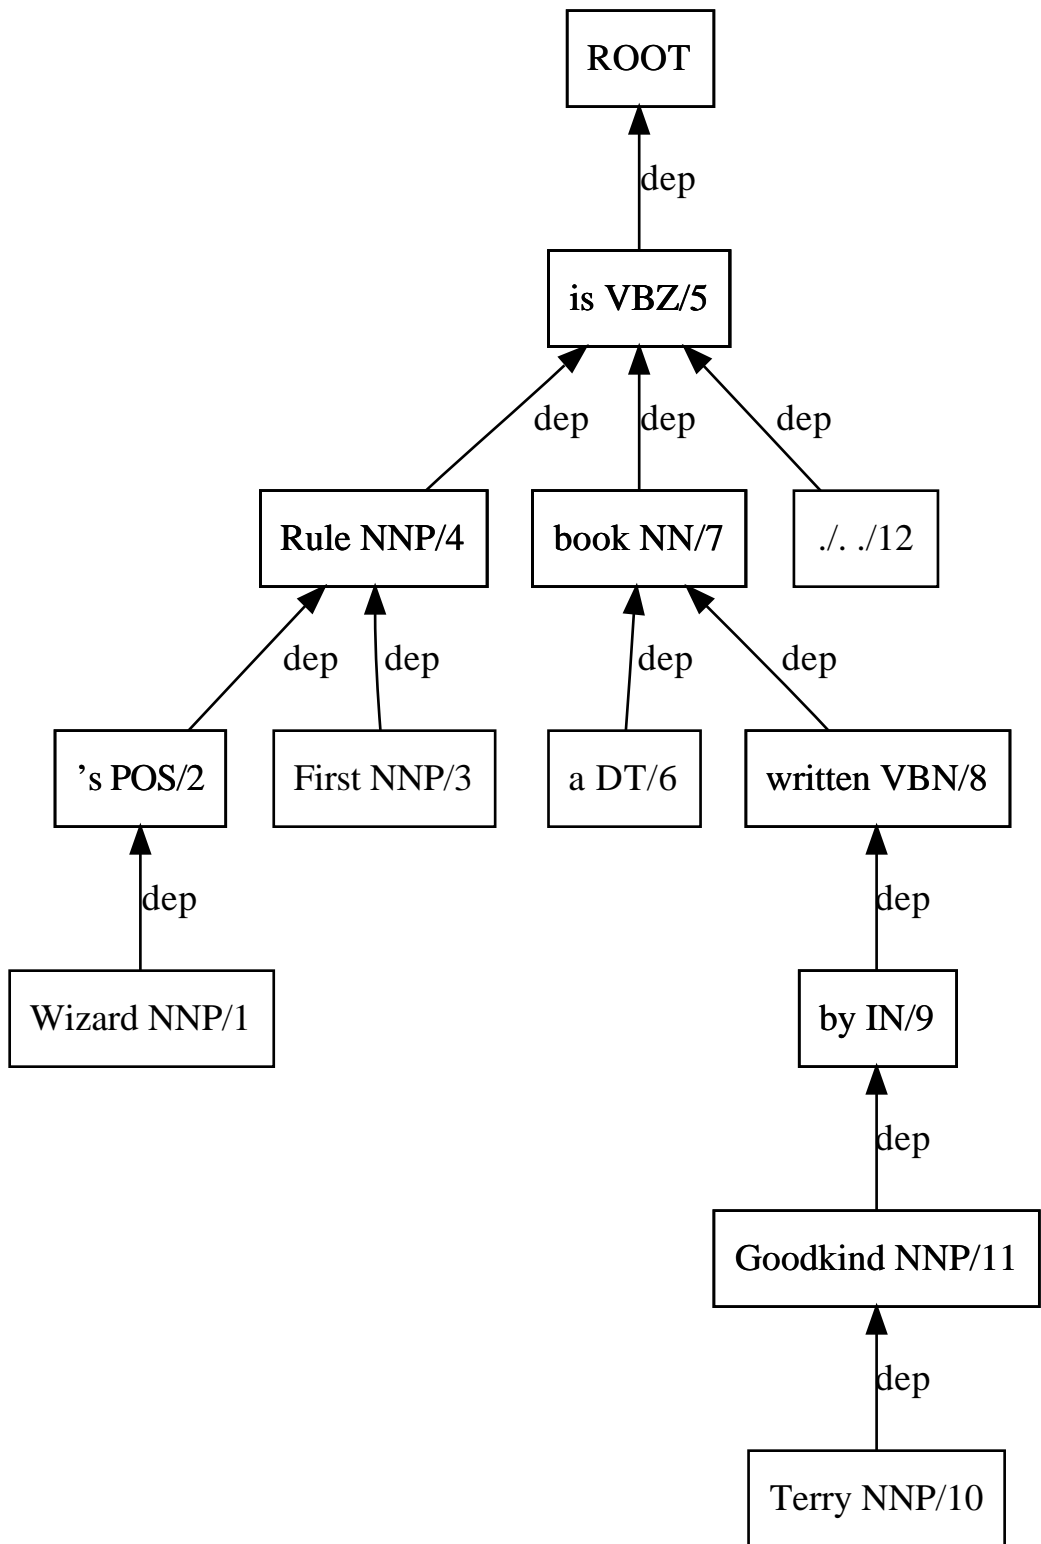 ROOT
dep
is VBZ/5
dep dep dep
Rule NNP/4 book NN/7 ./. ./12
dep dep dep dep
’s POS/2 First NNP/3 a DT/6 written VBN/8
dep dep
Wizard NNP/1 by IN/9
dep
Goodkind NNP/11
dep
Terry NNP/10